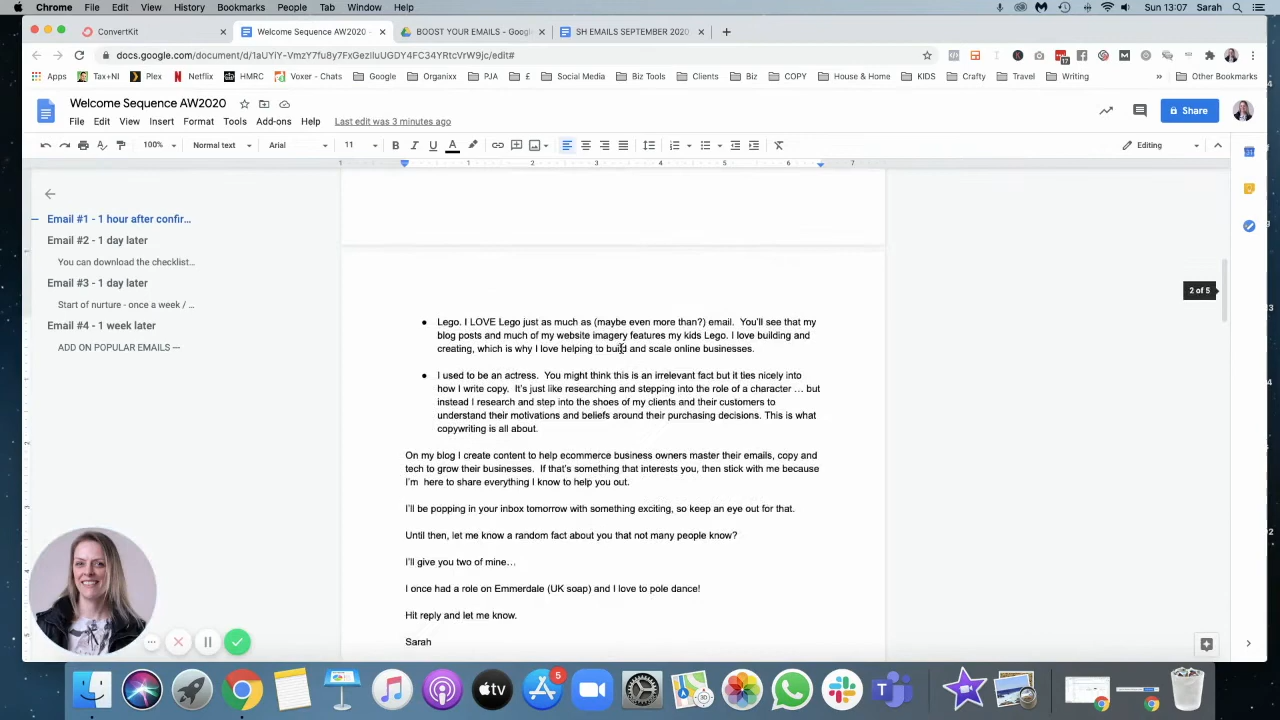 Chrome File Edit View History Bookmarks People Tab Window Help Sun 13:07 Sarah
ConvertKit Welcome Sequence AW2020 - BOOST YOUR EMAILS - Google SH EMAILS SEPTEMBER 2020
docs.google.com/document/d/1aUYiY-VmzY7fu8y7FxGezIluUGDY4FC34YRtcVrW9jc/edit#
Apps Tax+NI Plex Netflix HMRC Voxer - Chats Google Organixx PJA £ Social Media Biz Tools Clients Biz COPY House & Home KIDS Crafty Travel Writing » Other Bookmarks
Welcome Sequence AW2020
File Edit View Insert Format Tools Add-ons Help Last edit was 3 minutes ago
Share
100% Normal text Arial 11 Editing
Email #1 - 1 hour after confir...
Email #2 - 1 day later
You can download the checklist...
Email #3 - 1 day later
Start of nurture - once a week / ...
Email #4 - 1 week later
ADD ON POPULAR EMAILS ---
2 of 5
● Lego. I LOVE Lego just as much as (maybe even more than?) email. You'll see that my
blog posts and much of my website imagery features my kids Lego. I love building and
creating, which is why I love helping to build and scale online businesses.
● I used to be an actress. You might think this is an irrelevant fact but it ties nicely into
how I write copy. It's just like researching and stepping into the role of a character … but
instead I research and step into the shoes of my clients and their customers to
understand their motivations and beliefs around their purchasing decisions. This is what
copywriting is all about.
On my blog I create content to help ecommerce business owners master their emails, copy and
tech to grow their businesses. If that's something that interests you, then stick with me because
I'm here to share everything I know to help you out.
I'll be popping in your inbox tomorrow with something exciting, so keep an eye out for that.
Until then, let me know a random fact about you that not many people know?
I'll give you two of mine…
I once had a role on Emmerdale (UK soap) and I love to pole dance!
Hit reply and let me know.
Sarah
tv
5